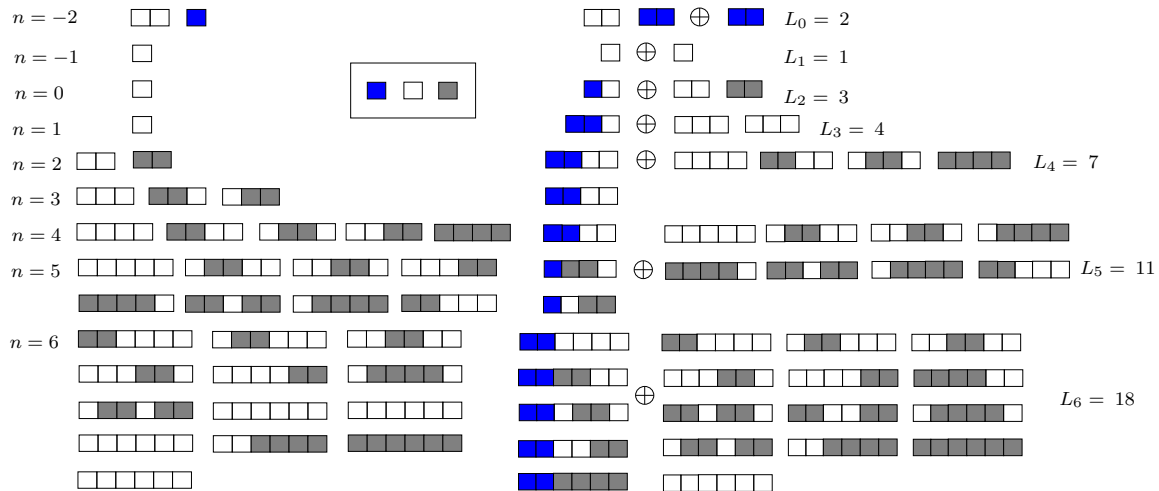 n = −2
L₀ = 2
n = −1
L₁ = 1
n = 0
L₂ = 3
n = 1
L₃ = 4
n = 2
L₄ = 7
n = 3
n = 4
n = 5
L₅ = 11
n = 6
L₆ = 18